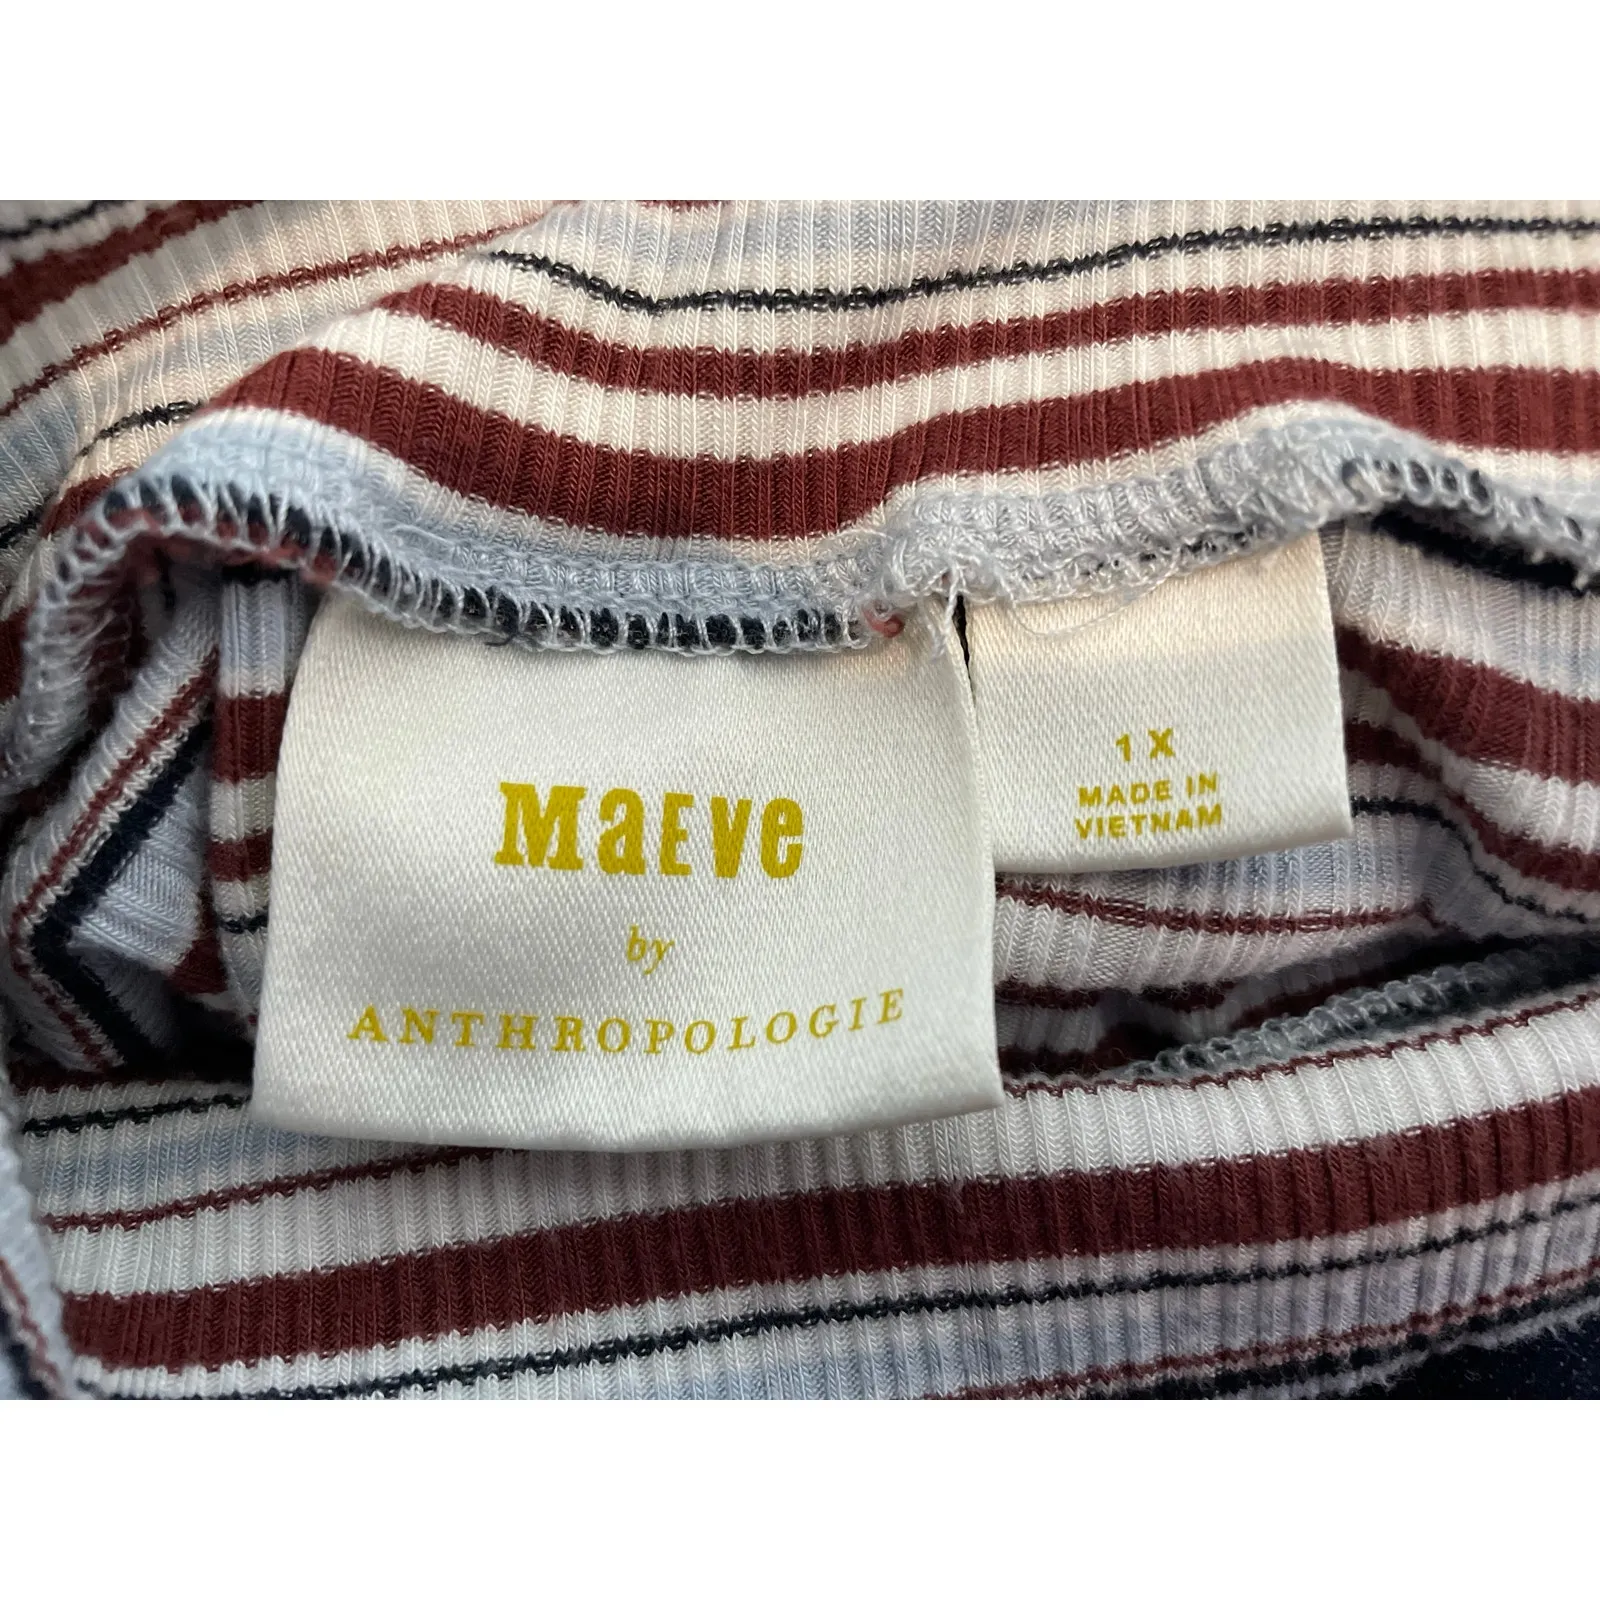 MaEve
by
ANTHROPOLOGIE
1 X
MADE IN
VIETNAM